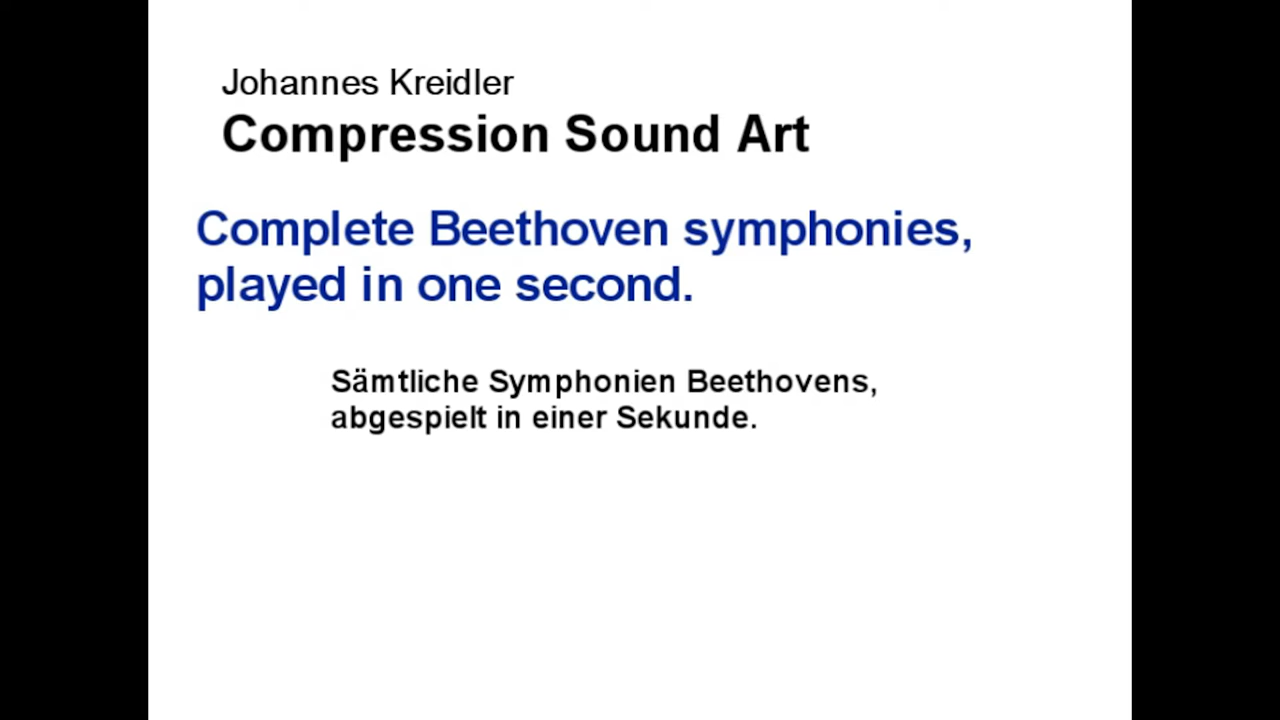 Johannes Kreidler
Compression Sound Art
Complete Beethoven symphonies,
played in one second.
Sämtliche Symphonien Beethovens,
abgespielt in einer Sekunde.